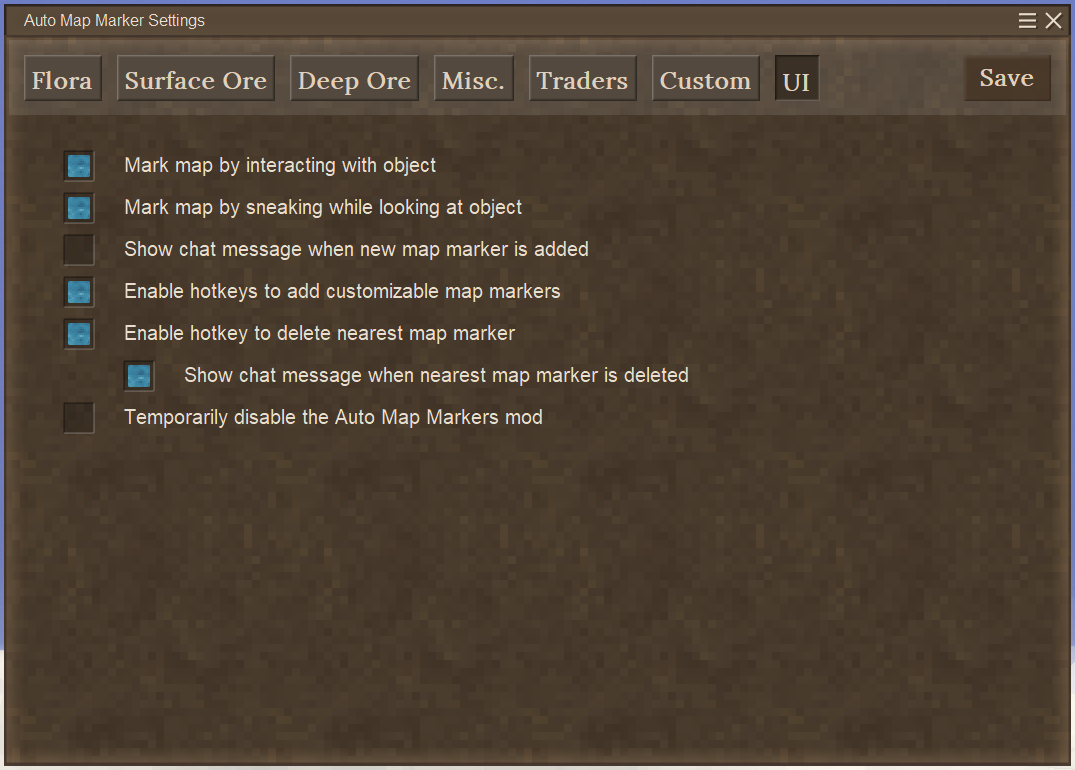 Auto Map Marker Settings
Flora Surface Ore Deep Ore Misc. Traders Custom UI Save
Mark map by interacting with object
Mark map by sneaking while looking at object
Show chat message when new map marker is added
Enable hotkeys to add customizable map markers
Enable hotkey to delete nearest map marker
Show chat message when nearest map marker is deleted
Temporarily disable the Auto Map Markers mod